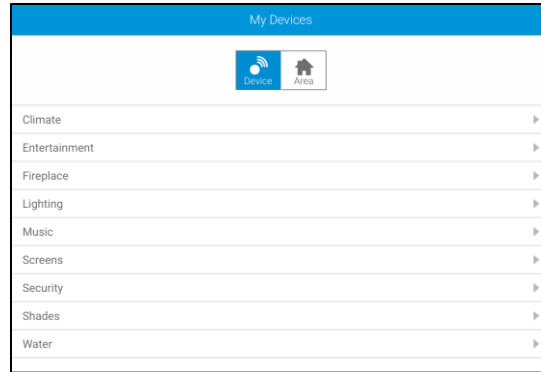 My Devices
Device Area
Climate
Entertainment
Fireplace
Lighting
Music
Screens
Security
Shades
Water